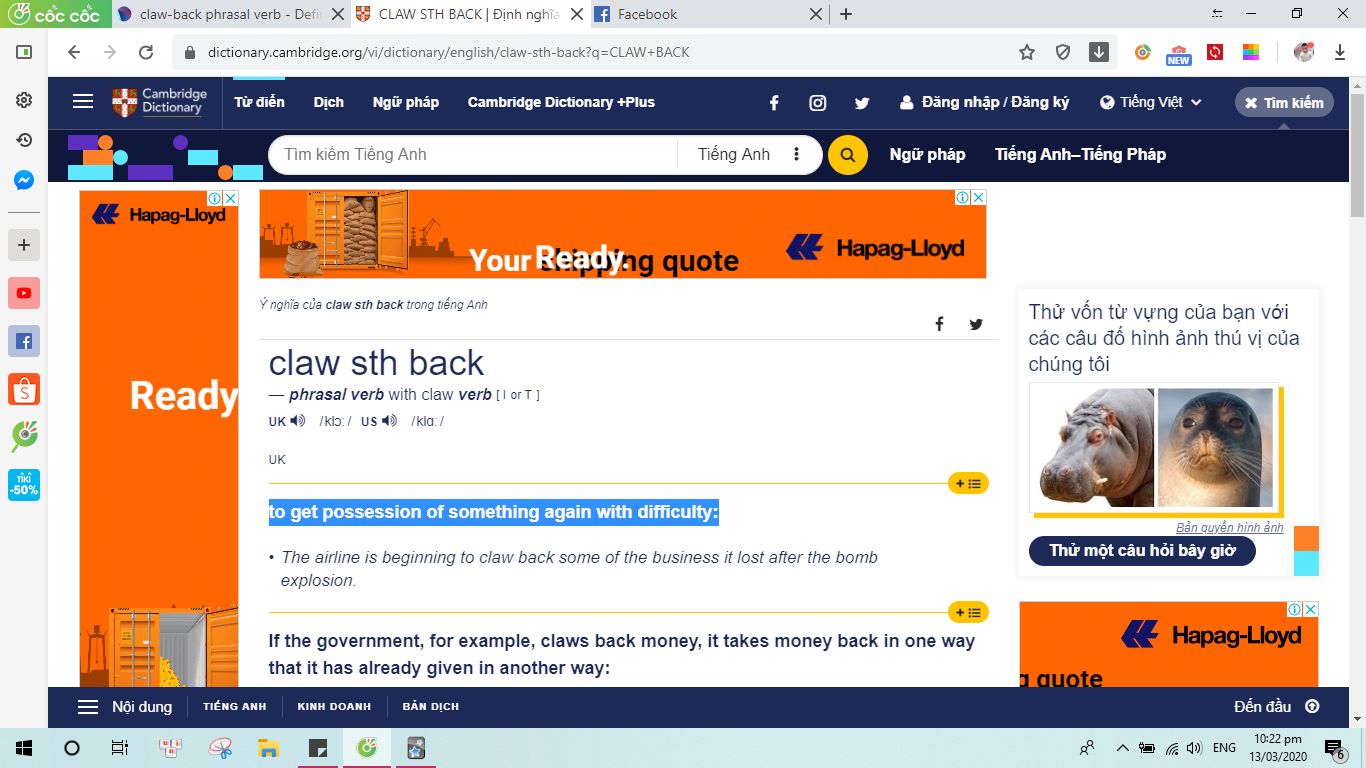 cốc cốc
claw-back phrasal verb - Defin
CLAW STH BACK | Định nghĩa
Facebook
dictionary.cambridge.org/vi/dictionary/english/claw-sth-back?q=CLAW+BACK
NEW
Cambridge
Dictionary
Từ điển
Dịch
Ngữ pháp
Cambridge Dictionary +Plus
Đăng nhập / Đăng ký
Tiếng Việt
Tìm kiếm
Tìm kiếm Tiếng Anh
Tiếng Anh
Ngữ pháp
Tiếng Anh–Tiếng Pháp
Hapag-Lloyd
Ready
Your Ready.
shipping quote
Hapag-Lloyd
Ý nghĩa của claw sth back trong tiếng Anh
claw sth back
— phrasal verb with claw verb [ I or T ]
UK /klɔː/ US /klɑː/
UK
to get possession of something again with difficulty:
• The airline is beginning to claw back some of the business it lost after the bomb
explosion.
If the government, for example, claws back money, it takes money back in one way
that it has already given in another way:
Thử vốn từ vựng của bạn với
các câu đố hình ảnh thú vị của
chúng tôi
Bản quyền hình ảnh
Thử một câu hỏi bây giờ
Hapag-Lloyd
g quote
TIKI
-50%
Nội dung
TIẾNG ANH
KINH DOANH
BẢN DỊCH
Đến đầu
ENG
10:22 pm
13/03/2020
6